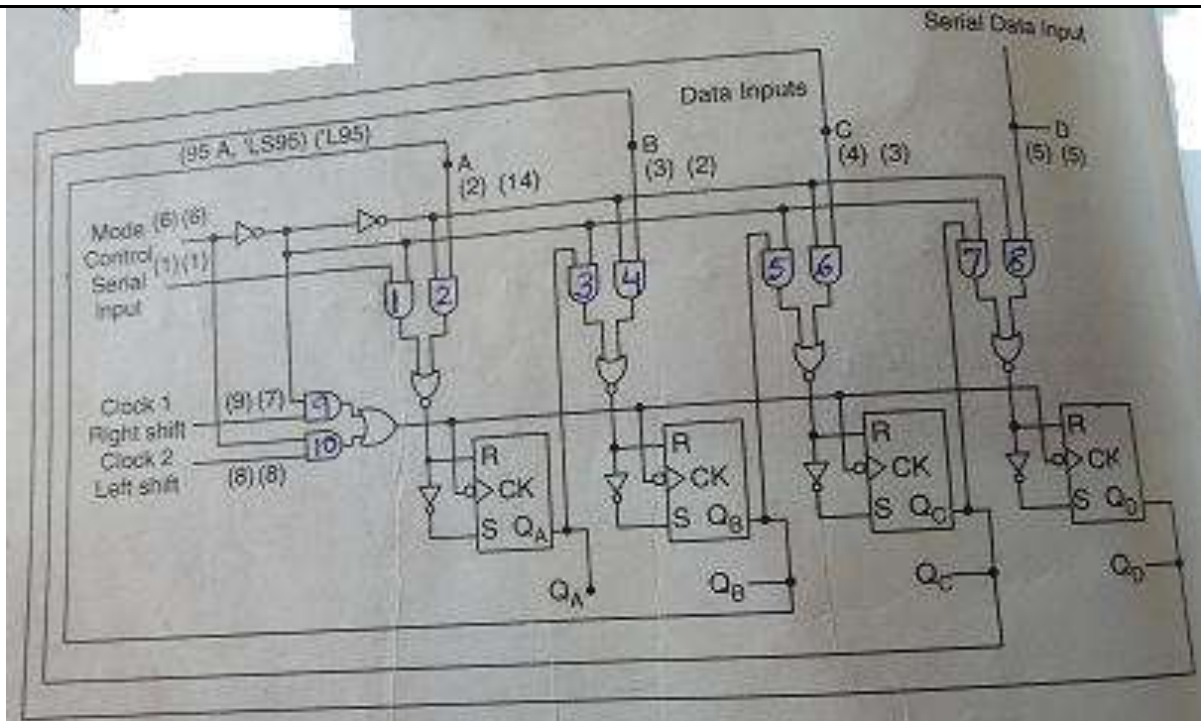 Serial Data Input
Data Inputs
(95 A, 'LS95) ('L95)
A
(2) (14)
B
(3) (2)
C
(4) (3)
D
(5) (5)
Mode (6) (6)
Control
(1) (1)
Serial
Input
1
2
3
4
5
6
7
8
Clock 1
(9) (7)
Right shift
9
Clock 2
Left shift
(8) (8)
10
R
CK
S QA
R
CK
S QB
R
CK
S QC
R
CK
S QD
QA
QB
QC
QD